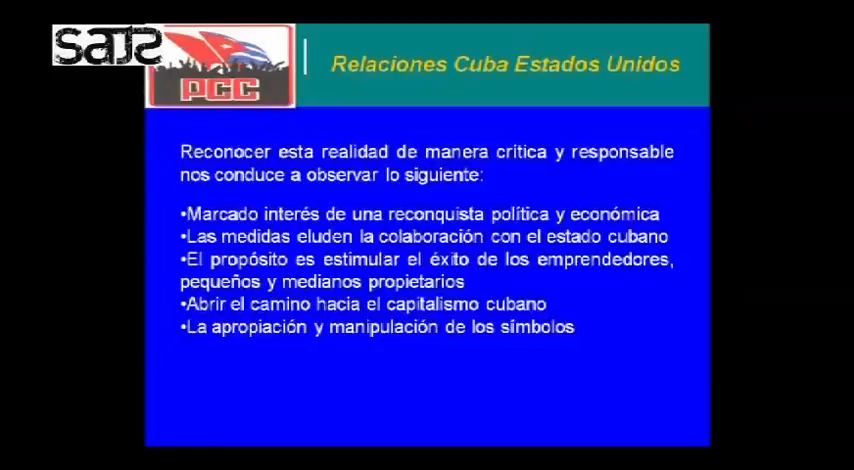 SATS
PCC
Relaciones Cuba Estados Unidos
Reconocer esta realidad de manera crítica y responsable
nos conduce a observar lo siguiente:
•Marcado interés de una reconquista política y económica
•Las medidas eluden la colaboración con el estado cubano
•El propósito es estimular el éxito de los emprendedores,
pequeños y medianos propietarios
•Abrir el camino hacia el capitalismo cubano
•La apropiación y manipulación de los símbolos